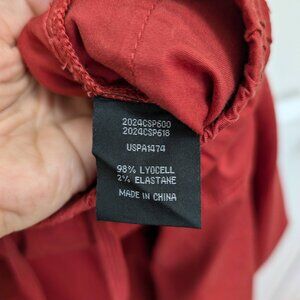 2024CSP600
2024CSP618
USPA1474
98% LYOCELL
2% ELASTANE
MADE IN CHINA